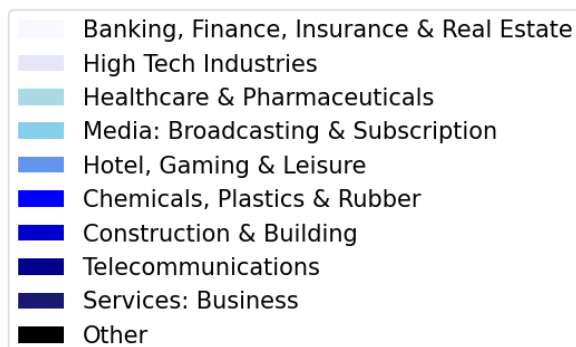 Banking, Finance, Insurance & Real Estate
High Tech Industries
Healthcare & Pharmaceuticals
Media: Broadcasting & Subscription
Hotel, Gaming & Leisure
Chemicals, Plastics & Rubber
Construction & Building
Telecommunications
Services: Business
Other